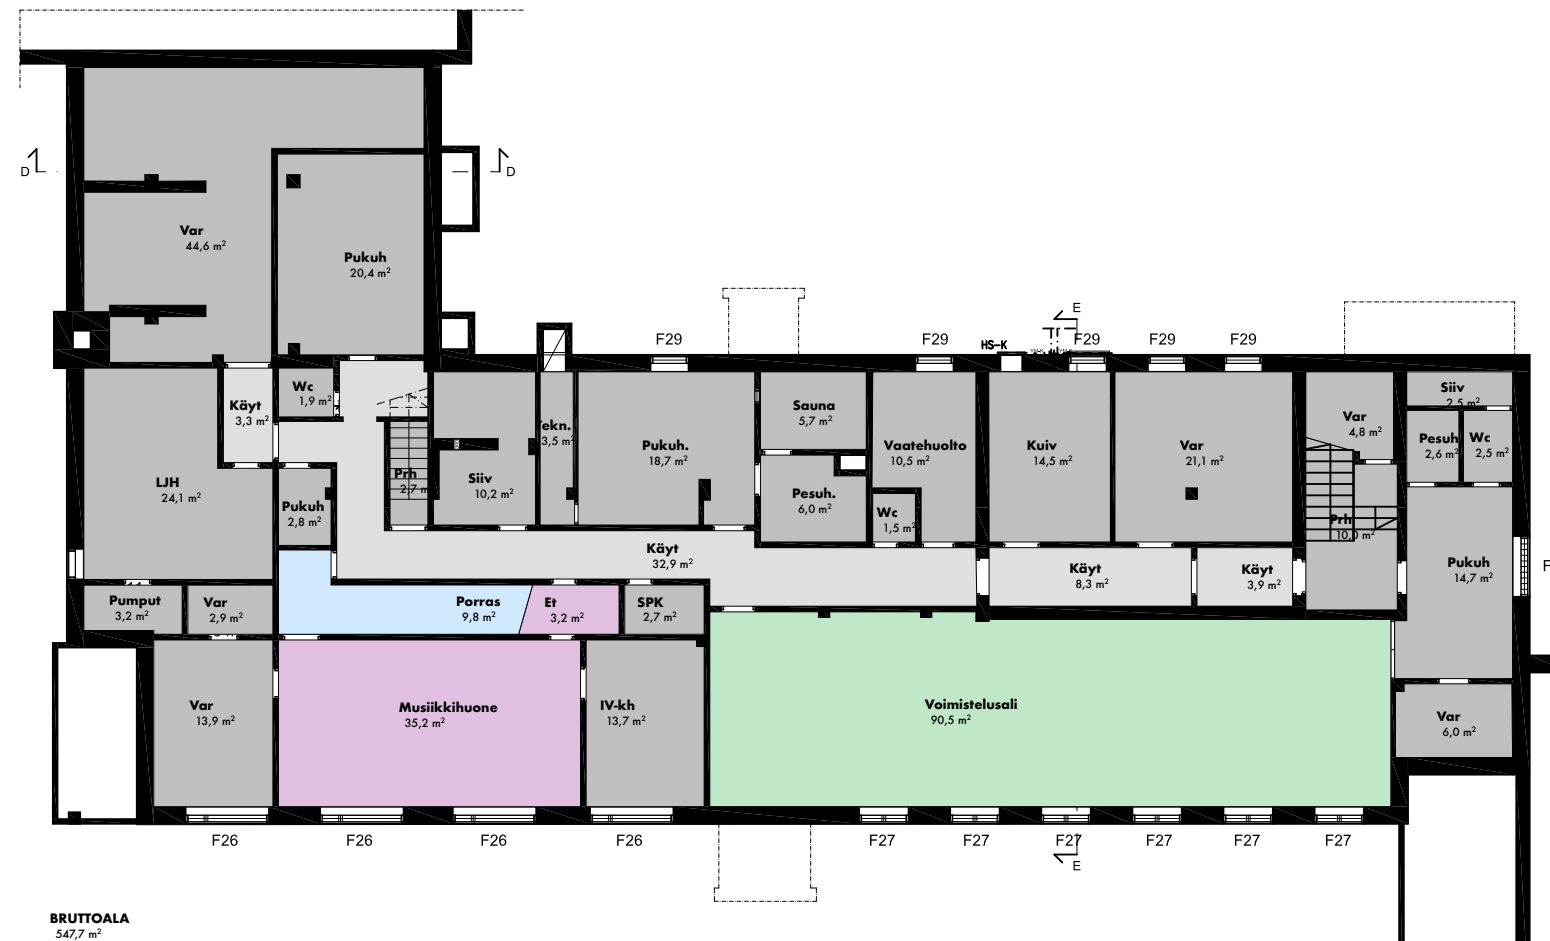 D
D
Var
44,6 m²
Pukuh
20,4 m²
E
F29
F29
HS-K
F29
F29
F29
Wc
1,9 m²
Käyt
3,3 m²
Siiv
2,5 m²
Tekn.
3,5 m²
Sauna
5,7 m²
Var
4,8 m²
Pukuh.
18,7 m²
Vaatehuolto
10,5 m²
Kuiv
14,5 m²
Var
21,1 m²
Pesuh
2,6 m²
Wc
2,5 m²
LJH
24,1 m²
Prh
2,7 m
Siiv
10,2 m²
Pesuh.
6,0 m²
Wc
1,5 m²
Pukuh
2,8 m²
Prh
10,0 m²
Käyt
32,9 m²
Käyt
8,3 m²
Käyt
3,9 m²
Pukuh
14,7 m²
F
Pumput
3,2 m²
Var
2,9 m²
Porras
9,8 m²
Et
3,2 m²
SPK
2,7 m²
Var
13,9 m²
Musiikkihuone
35,2 m²
IV-kh
13,7 m²
Voimistelusali
90,5 m²
Var
6,0 m²
F26
F26
F26
F26
F27
F27
F27
F27
F27
F27
E
BRUTTOALA
547,7 m²